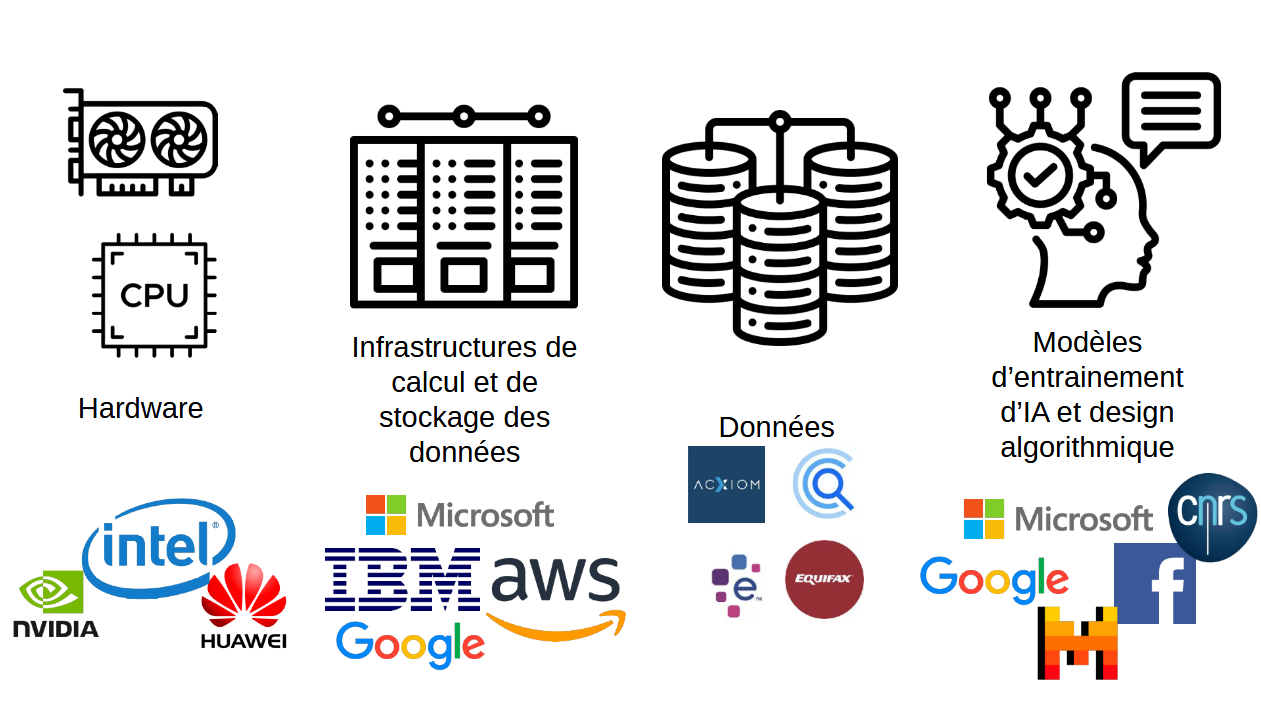 CPU
Hardware
Infrastructures de
calcul et de
stockage des
données
Données
Modèles
d’entrainement
d’IA et design
algorithmique
intel®
NVIDIA
HUAWEI
Microsoft
IBM
aws
Google
ACXIOM
e™
EQUIFAX
Microsoft
cnrs
Google
f